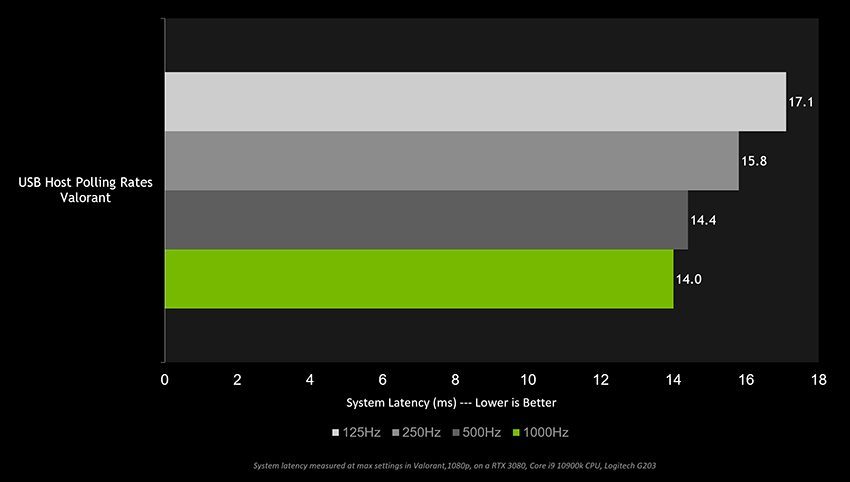 17.1
15.8
USB Host Polling Rates
Valorant
14.4
14.0
0 2 4 6 8 10 12 14 16 18
System Latency (ms) --- Lower is Better
125Hz 250Hz 500Hz 1000Hz
System latency measured at max settings in Valorant,1080p, on a RTX 3080, Core i9 10900k CPU, Logitech G203